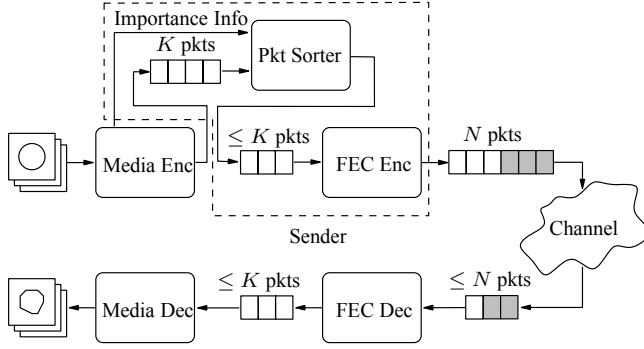 Importance Info
K pkts
Pkt Sorter
≤ K pkts
N pkts
Media Enc
FEC Enc
Channel
Sender
≤ K pkts
≤ N pkts
Media Dec
FEC Dec